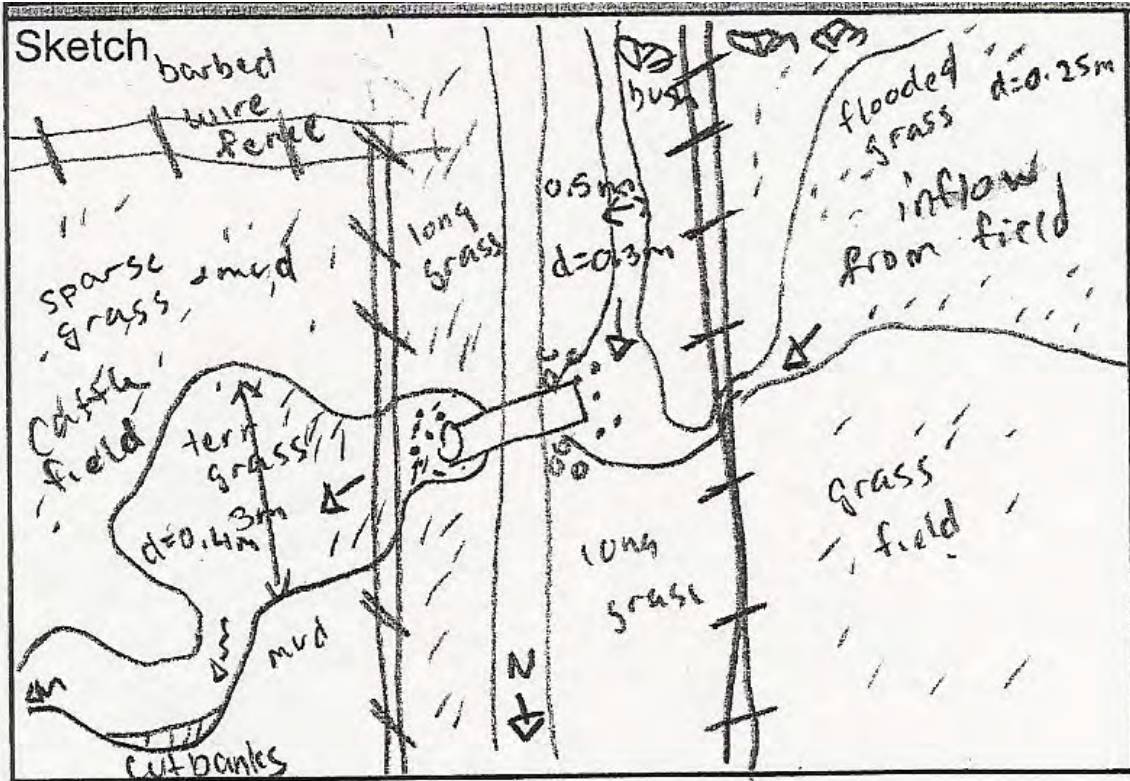 Sketch
barbed
wire
fence
sparse
grass + mud
Cattle
field
terr
grass
3m
d=0.4m
mud
cutbanks
long
grass
N
0.5m
d=0.3m
bush
long
grass
flooded
grass
d=0.25m
inflow
from field
grass
field